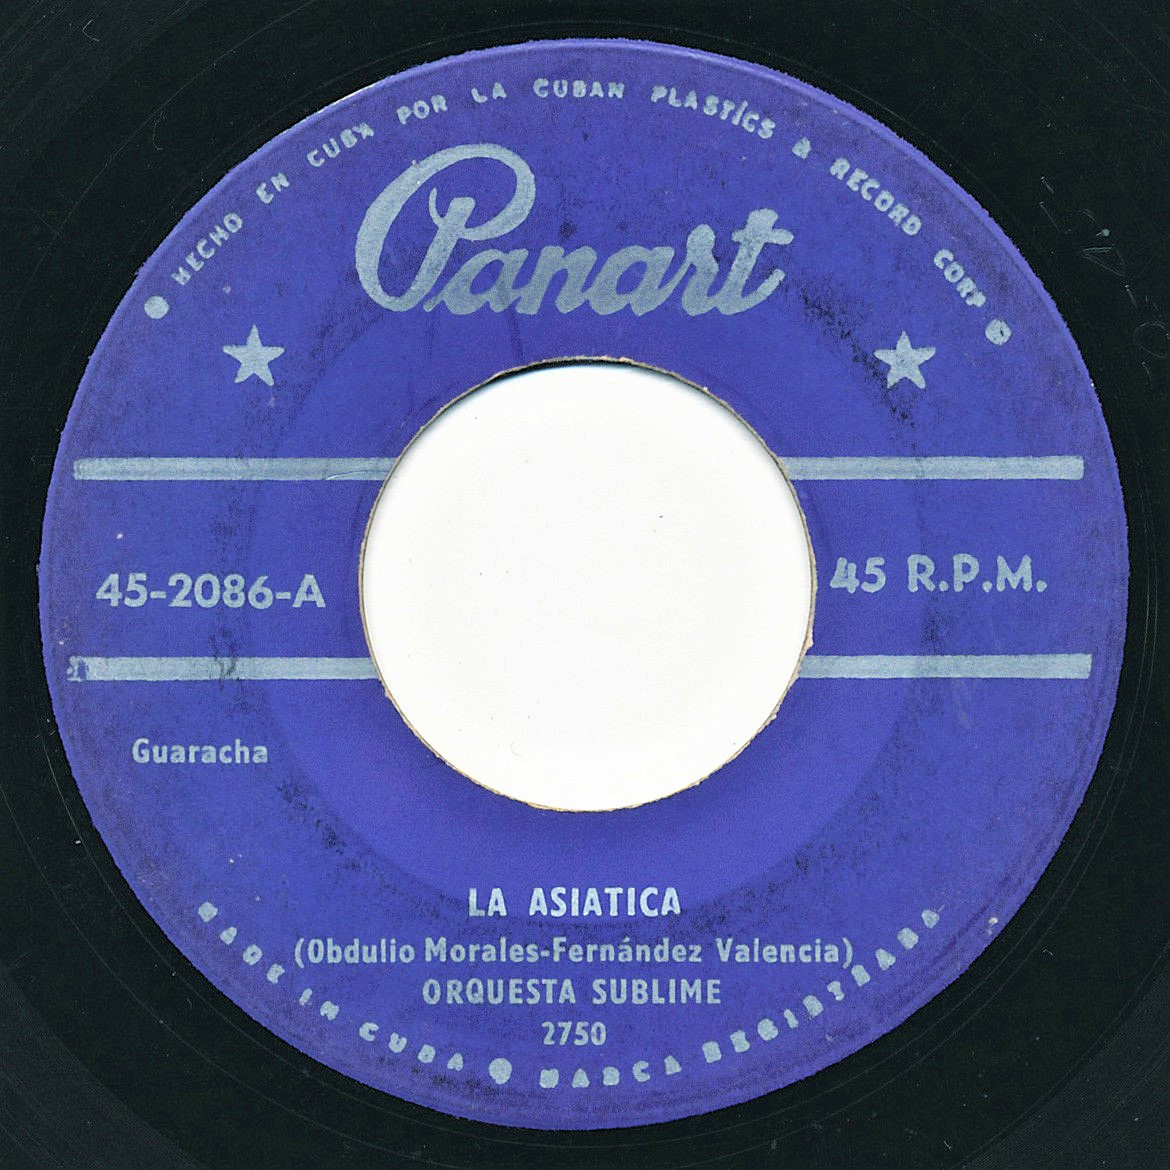 HECHO EN CUBA POR LA CUBAN PLASTICS & RECORD CORP
Panart
45-2086-A
45 R.P.M.
Guaracha
LA ASIATICA
(Obdulio Morales-Fernández Valencia)
ORQUESTA SUBLIME
2750
MADE IN CUBA MARCA REGISTRADA